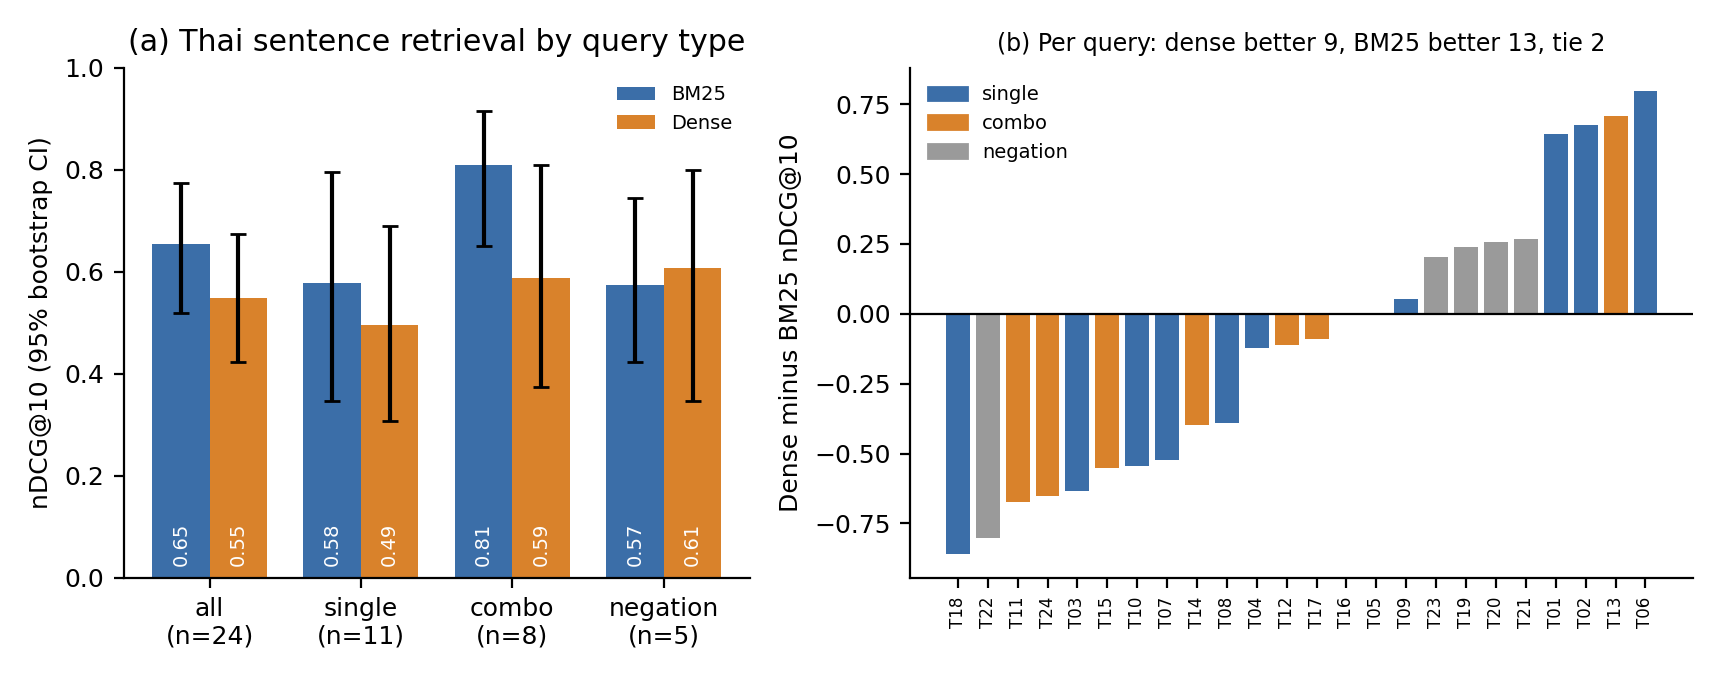 (a) Thai sentence retrieval by query type
nDCG@10 (95% bootstrap CI)
1.0
0.8
0.6
0.4
0.2
0.0
BM25
Dense
0.65
0.55
0.58
0.49
0.81
0.59
0.57
0.61
all
(n=24)
single
(n=11)
combo
(n=8)
negation
(n=5)
(b) Per query: dense better 9, BM25 better 13, tie 2
Dense minus BM25 nDCG@10
0.75
0.50
0.25
0.00
−0.25
−0.50
−0.75
single
combo
negation
T18
T22
T11
T24
T03
T15
T10
T07
T14
T08
T04
T12
T17
T16
T05
T09
T23
T19
T20
T21
T01
T02
T13
T06